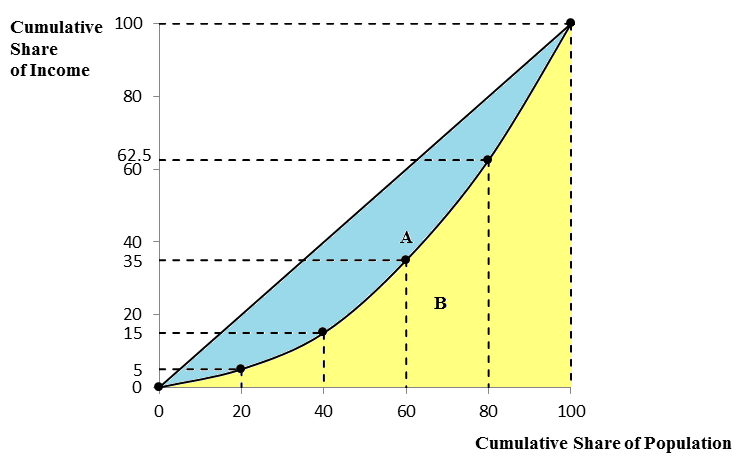 Cumulative
Share
of Income
100
80
62.5
60
40
35
20
15
5
0
A
B
0 20 40 60 80 100
Cumulative Share of Population